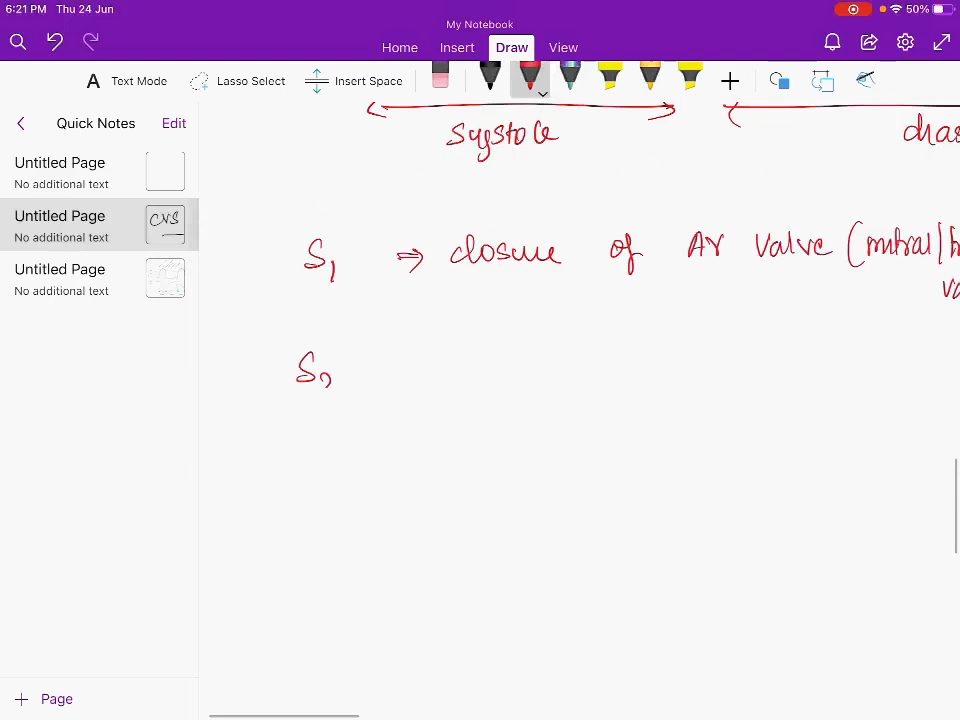 6:21 PM Thu 24 Jun 50%
My Notebook
Home Insert Draw View
A Text Mode Lasso Select Insert Space
Quick Notes Edit
Untitled Page
No additional text
Untitled Page
No additional text
CVS
Untitled Page
No additional text
Page
systole
S₁ ⇒ closure of AV valve (mitral/
S₂